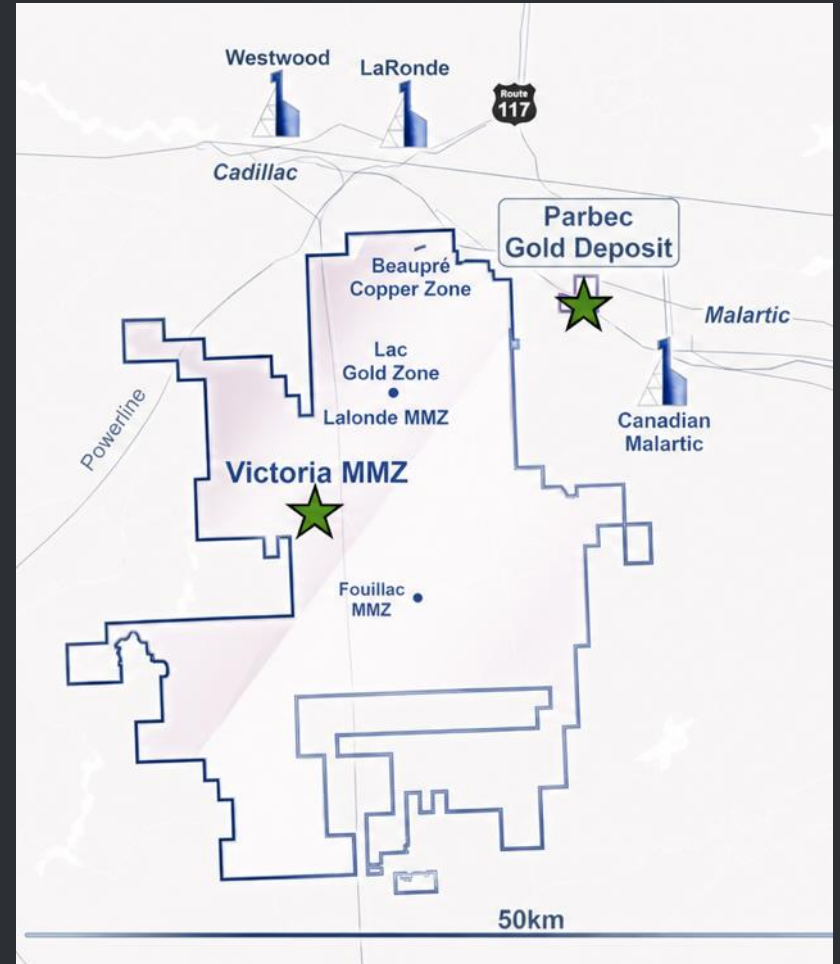 Westwood
LaRonde
Route
117
Cadillac
Parbec
Gold Deposit
Beaupré
Copper Zone
Malartic
Lac
Gold Zone
Lalonde MMZ
Canadian
Malartic
Powerline
Victoria MMZ
Fouillac
MMZ
50km